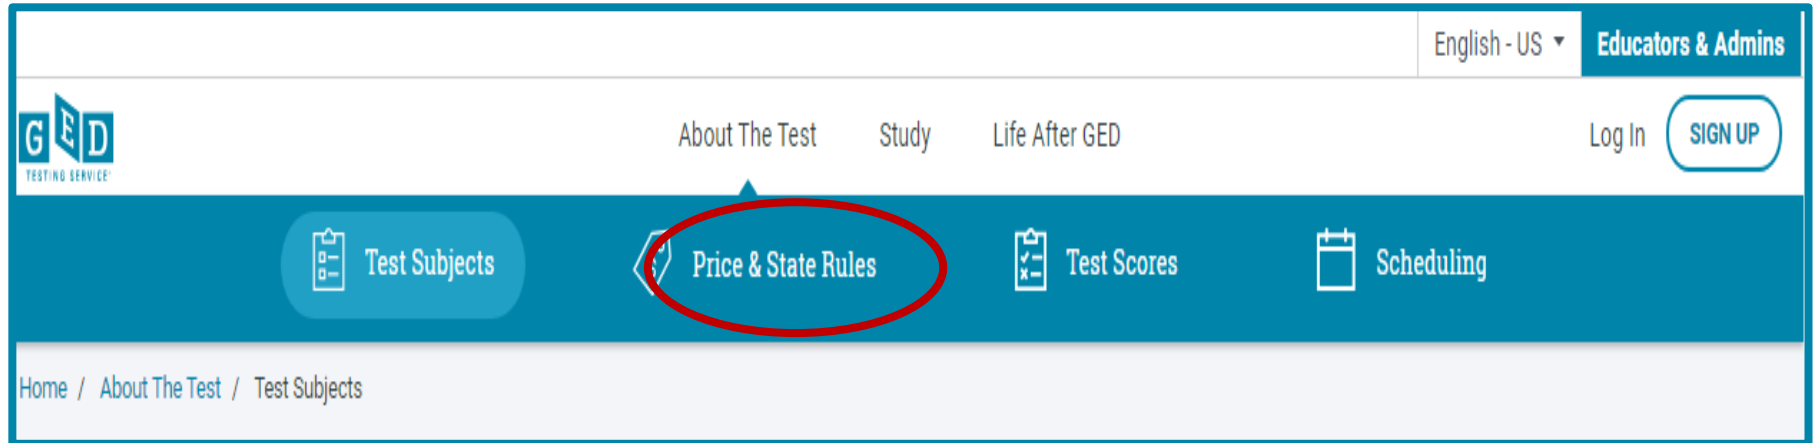 English - US
Educators & Admins
GED
TESTING SERVICE
About The Test
Study
Life After GED
Log In
SIGN UP
Test Subjects
Price & State Rules
Test Scores
Scheduling
Home / About The Test / Test Subjects